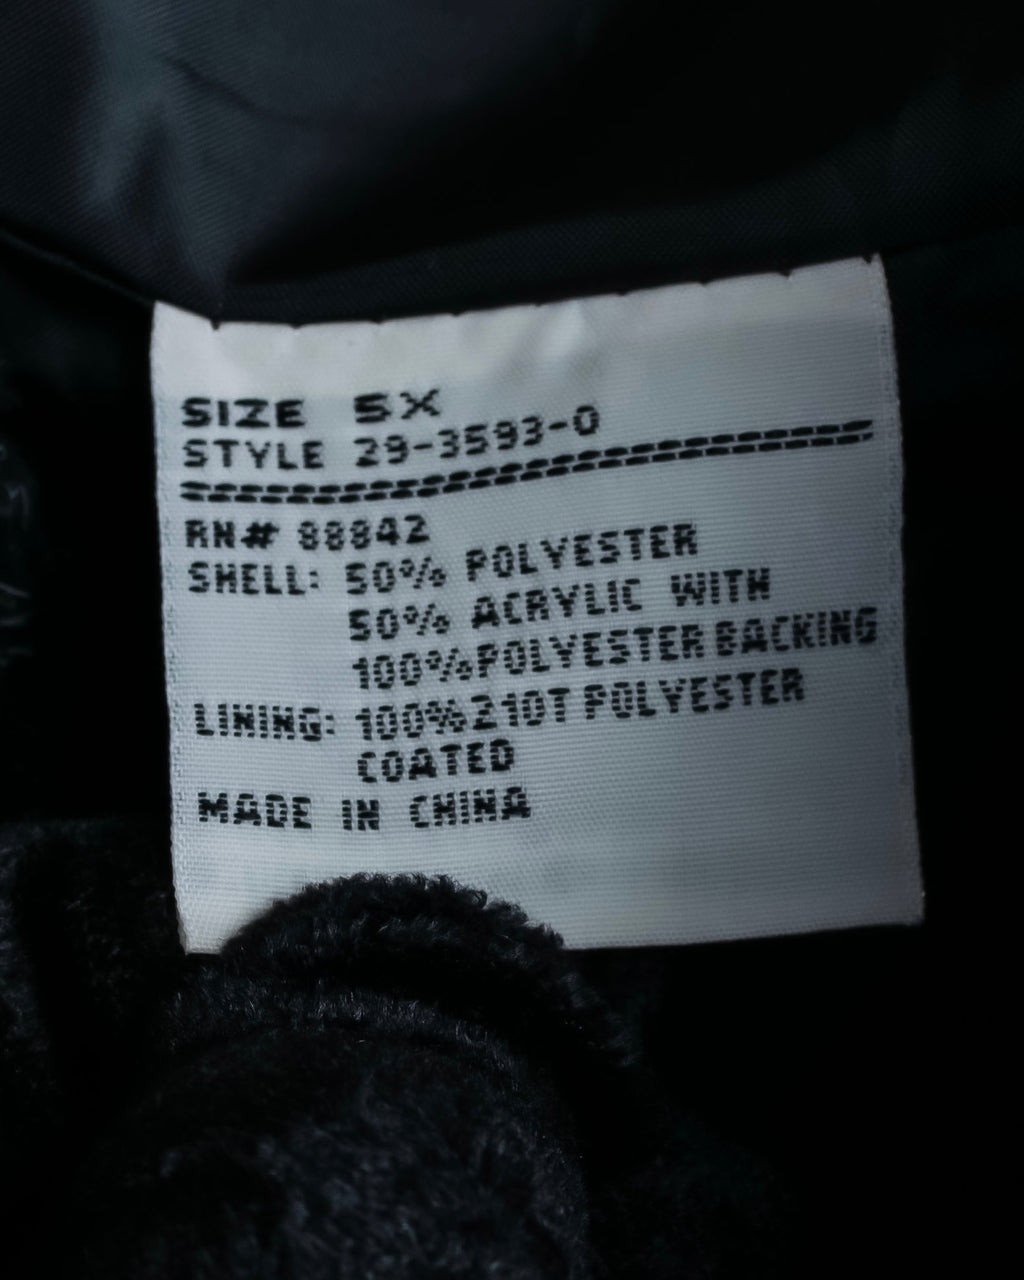 SIZE 5X
STYLE 29-3593-0
RN# 88842
SHELL: 50% POLYESTER
50% ACRYLIC WITH
100% POLYESTER BACKING
LINING: 100% 210T POLYESTER
COATED
MADE IN CHINA